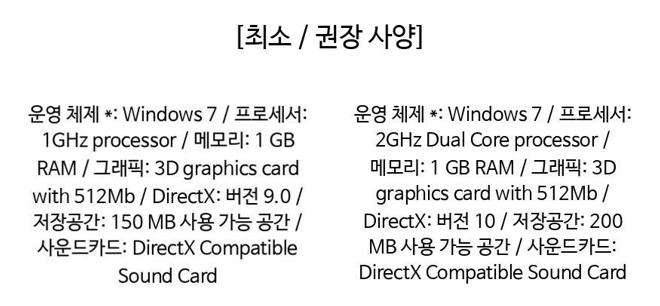 [최소 / 권장 사양]
운영 체제 *: Windows 7 / 프로세서:
1GHz processor / 메모리: 1 GB
RAM / 그래픽: 3D graphics card
with 512Mb / DirectX: 버전 9.0 /
저장공간: 150 MB 사용 가능 공간 /
사운드카드: DirectX Compatible
Sound Card
운영 체제 *: Windows 7 / 프로세서:
2GHz Dual Core processor /
메모리: 1 GB RAM / 그래픽: 3D
graphics card with 512Mb /
DirectX: 버전 10 / 저장공간: 200
MB 사용 가능 공간 / 사운드카드:
DirectX Compatible Sound Card